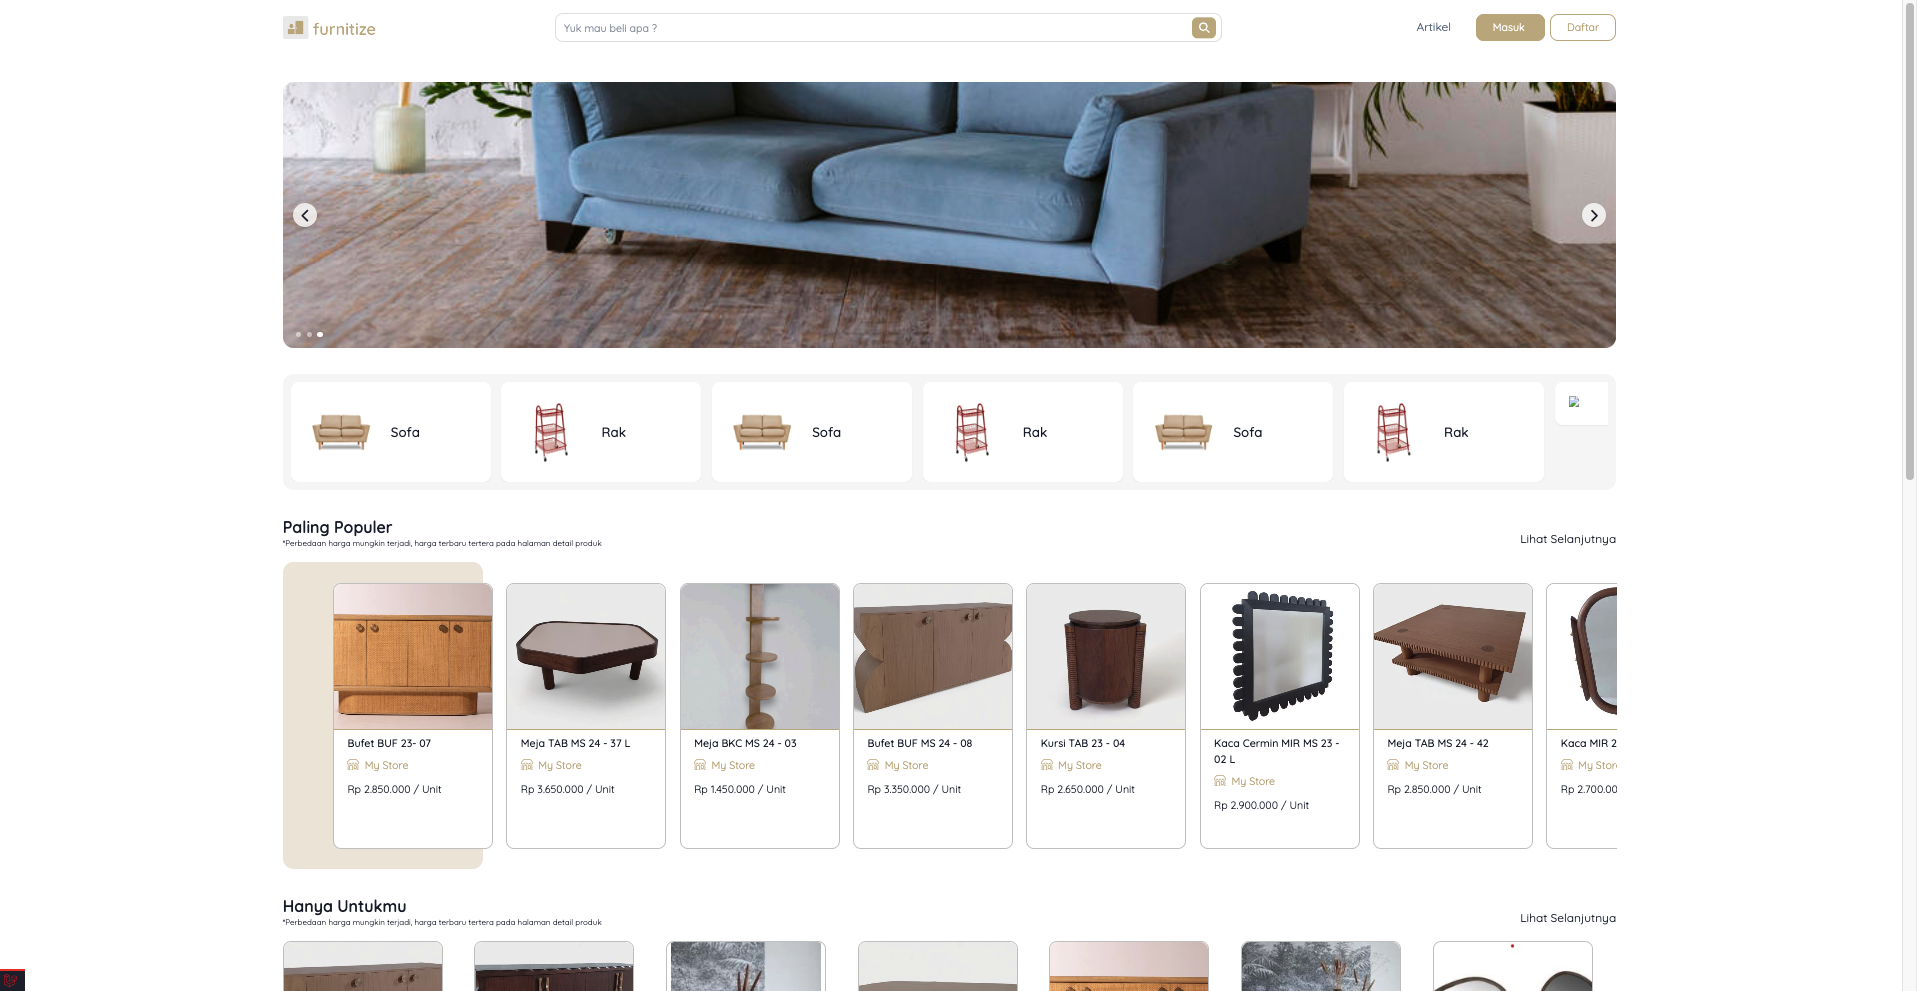 furnitize
Yuk mau beli apa ?
Artikel
Masuk
Daftar
Sofa
Rak
Sofa
Rak
Sofa
Rak
Paling Populer
*Perbedaan harga mungkin terjadi, harga terbaru tertera pada halaman detail produk
Lihat Selanjutnya
Bufet BUF 23- 07
My Store
Rp 2.850.000 / Unit
Meja TAB MS 24 - 37 L
My Store
Rp 3.650.000 / Unit
Meja BKC MS 24 - 03
My Store
Rp 1.450.000 / Unit
Bufet BUF MS 24 - 08
My Store
Rp 3.350.000 / Unit
Kursi TAB 23 - 04
My Store
Rp 2.650.000 / Unit
Kaca Cermin MIR MS 23 -
02 L
My Store
Rp 2.900.000 / Unit
Meja TAB MS 24 - 42
My Store
Rp 2.850.000 / Unit
Kaca MIR 2
My Stor
Rp 2.700.00
Hanya Untukmu
*Perbedaan harga mungkin terjadi, harga terbaru tertera pada halaman detail produk
Lihat Selanjutnya